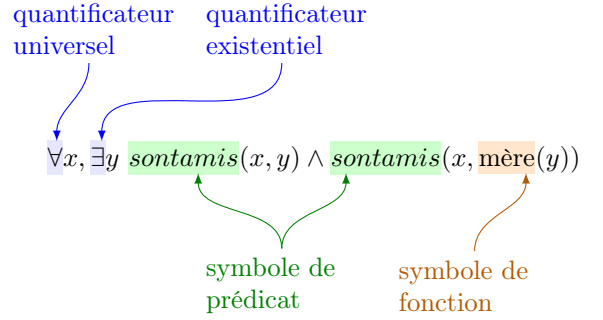 quantificateur
universel
quantificateur
existentiel
∀x, ∃y sontamis(x, y) ∧ sontamis(x, mère(y))
symbole de
prédicat
symbole de
fonction